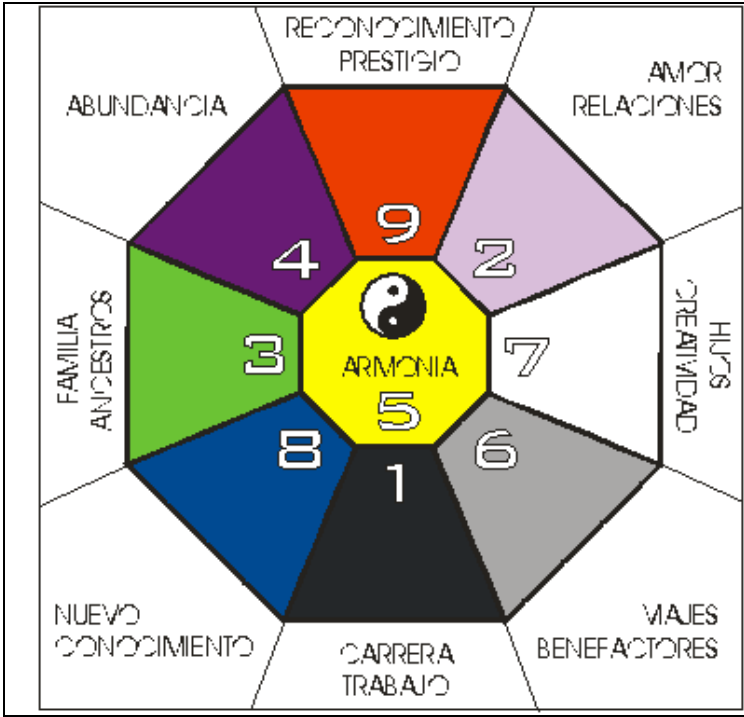 RECONOCIMIENTO
PRESTIGIO
ABUNDANCIA
AMOR
RELACIONES
9
4
2
FAMILIA
ANCESTROS
3
ARMONIA
5
7
HIJOS
CREATIVIDAD
8
1
6
NUEVO
CONOCIMIENTO
CARRERA
TRABAJO
VIAJES
BENEFACTORES